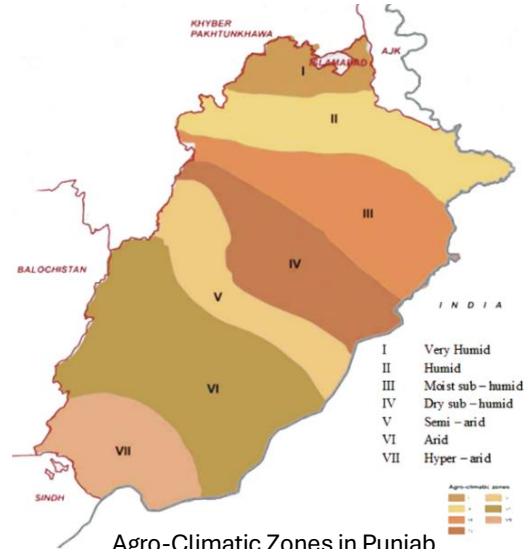 KHYBER
PAKHTUNKHAWA
AJK
ISLAMABAD
I
II
III
IV
BALOCHISTAN
V
I N D I A
VI
VII
SINDH
I Very Humid
II Humid
III Moist sub – humid
IV Dry sub – humid
V Semi – arid
VI Arid
VII Hyper – arid
Agro-climatic zones
Agro-Climatic Zones in Punjab